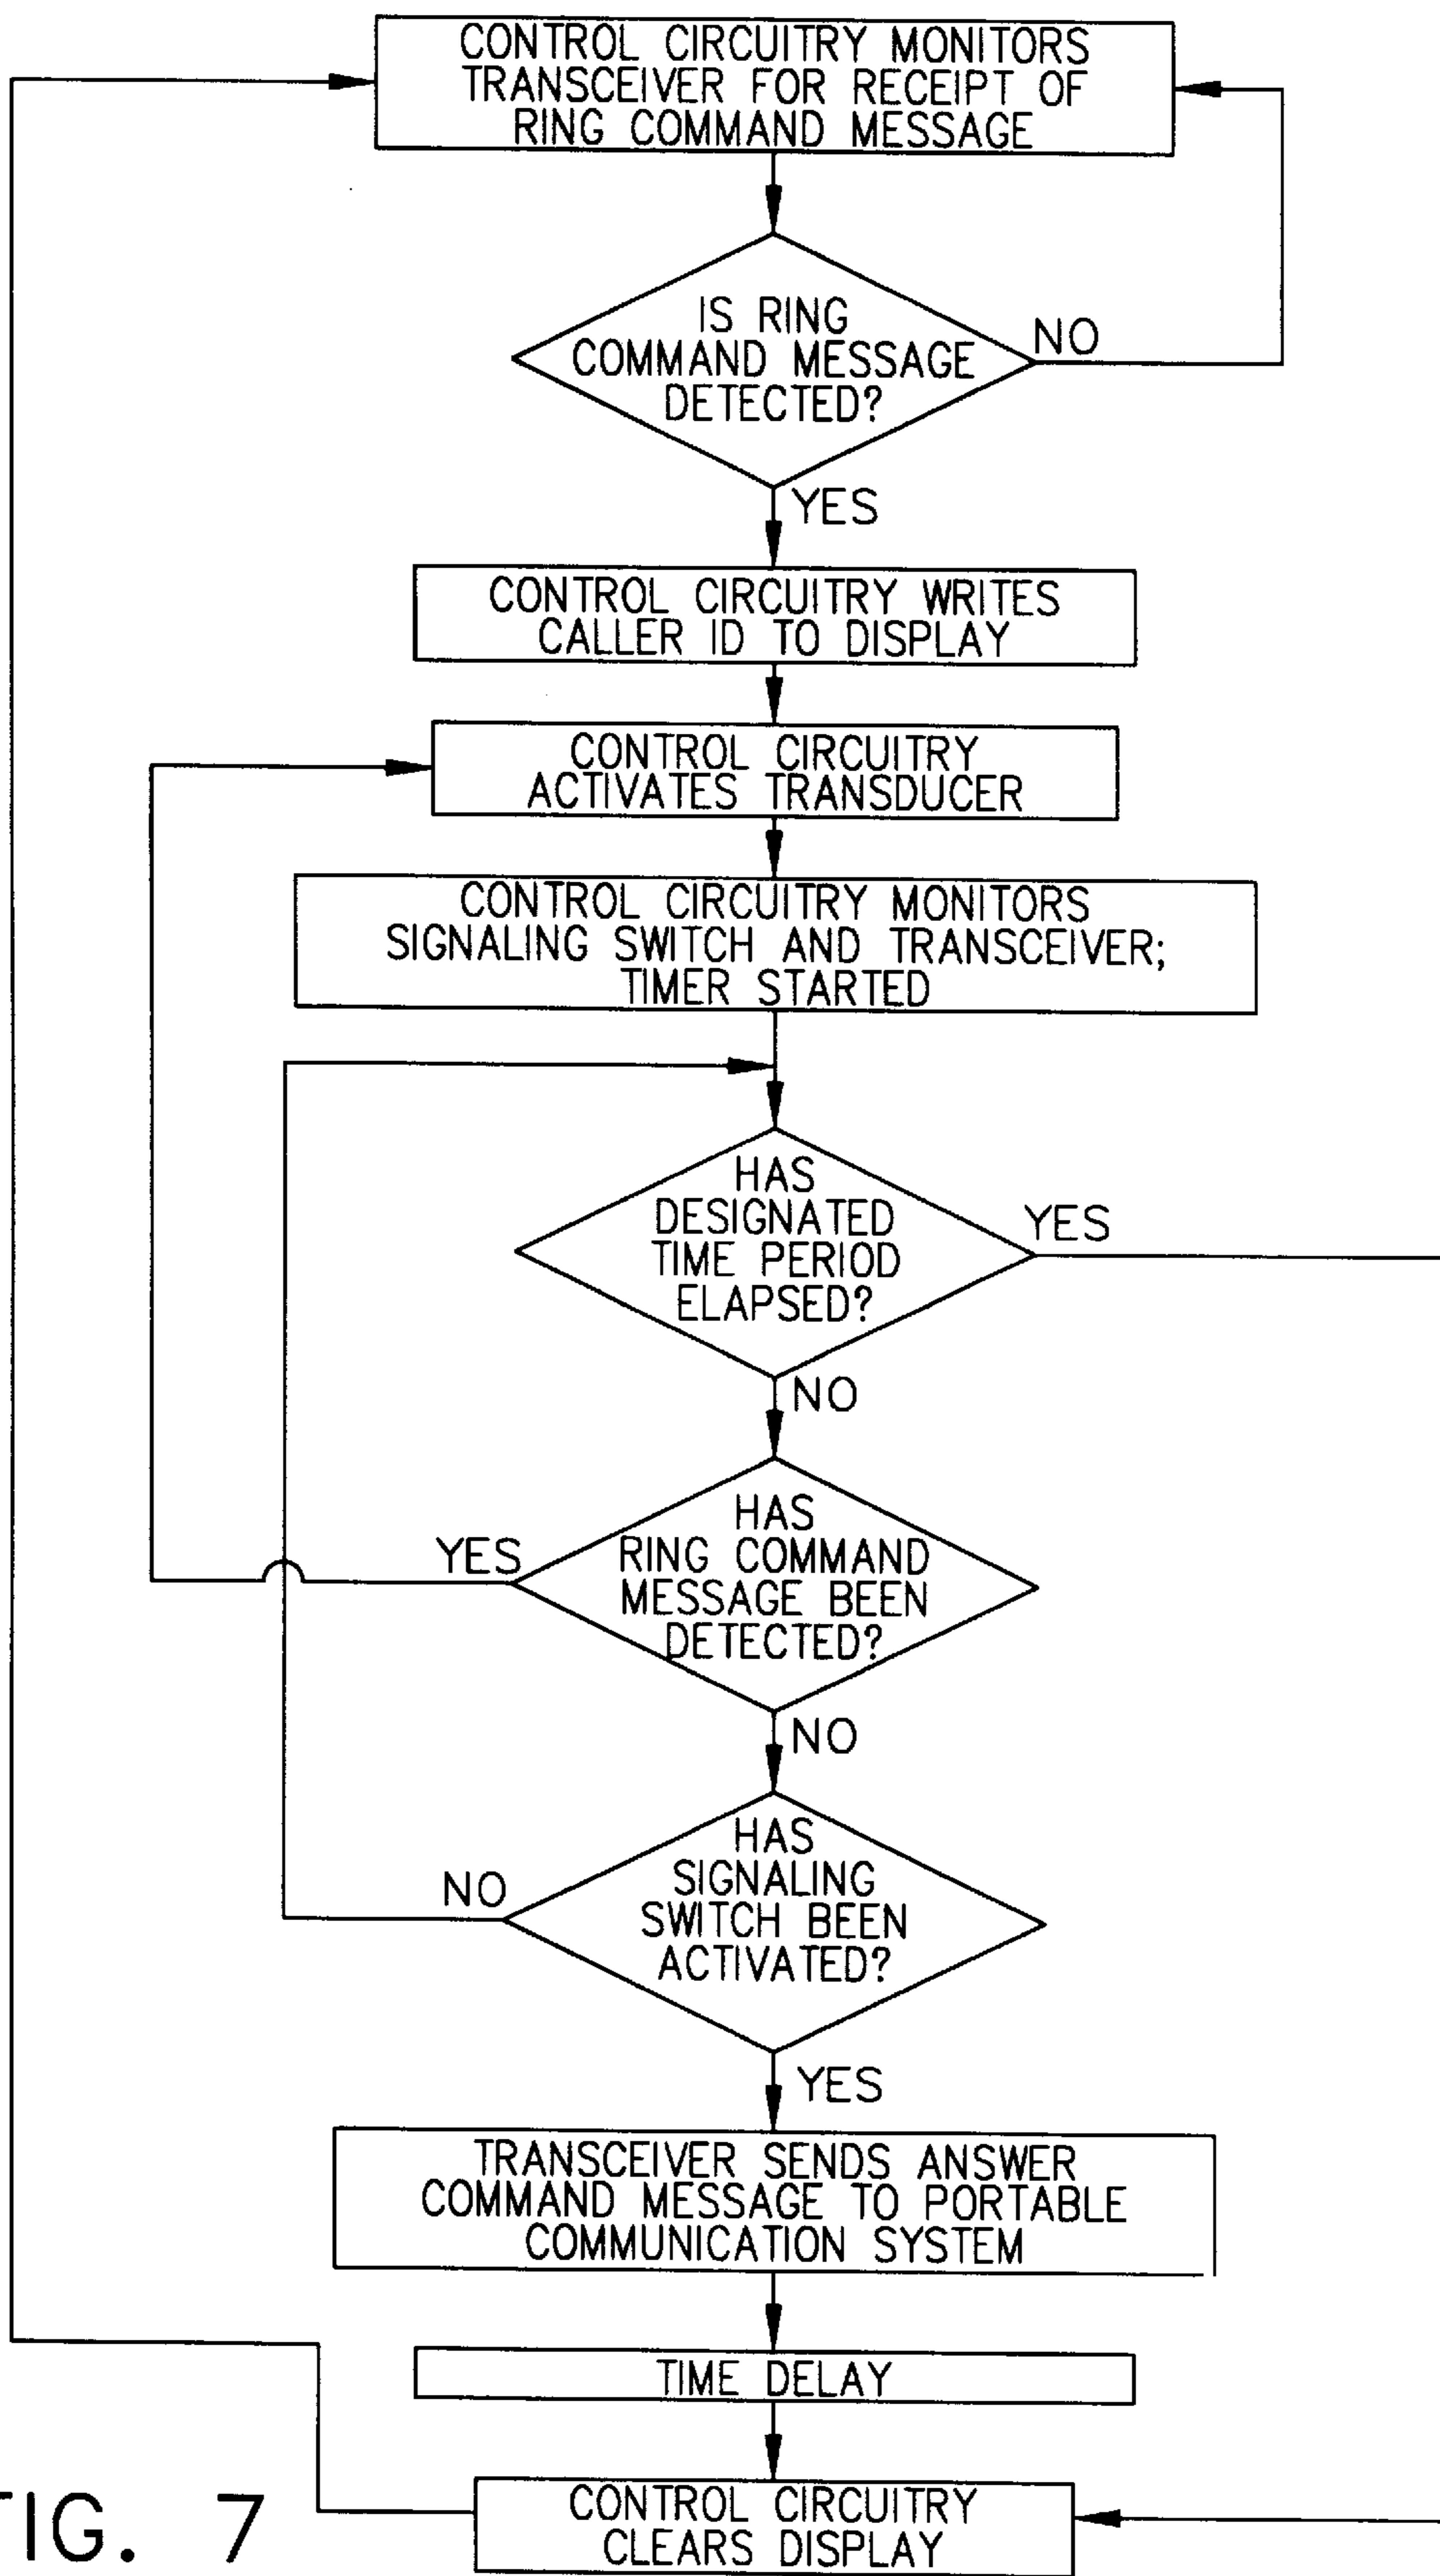 CONTROL CIRCUITRY MONITORS
TRANSCEIVER FOR RECEIPT OF
RING COMMAND MESSAGE
IS RING
COMMAND MESSAGE
DETECTED?
NO
YES
CONTROL CIRCUITRY WRITES
CALLER ID TO DISPLAY
CONTROL CIRCUITRY
ACTIVATES TRANSDUCER
CONTROL CIRCUITRY MONITORS
SIGNALING SWITCH AND TRANSCEIVER;
TIMER STARTED
HAS
DESIGNATED
TIME PERIOD
ELAPSED?
YES
NO
HAS
RING COMMAND
MESSAGE BEEN
DETECTED?
YES
NO
HAS
SIGNALING
SWITCH BEEN
ACTIVATED?
NO
YES
TRANSCEIVER SENDS ANSWER
COMMAND MESSAGE TO PORTABLE
COMMUNICATION SYSTEM
TIME DELAY
CONTROL CIRCUITRY
CLEARS DISPLAY
FIG. 7